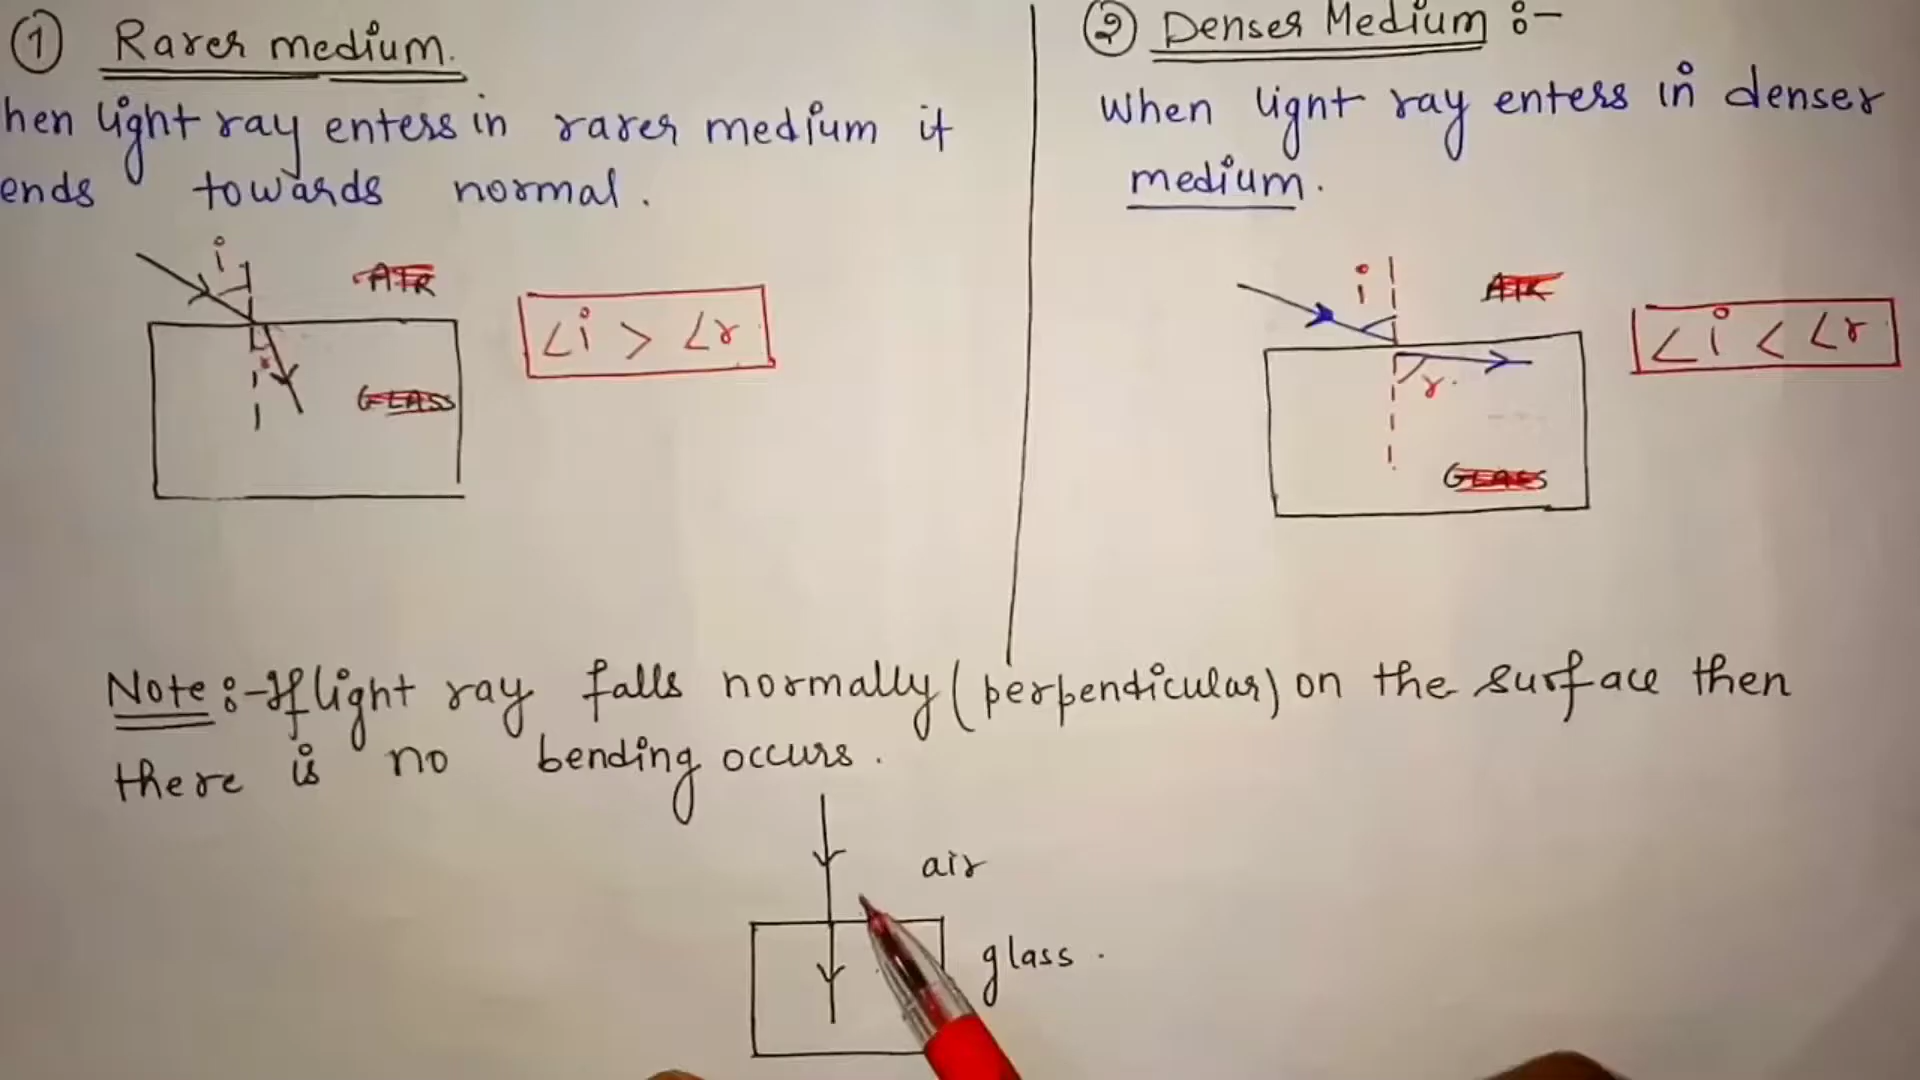 ① Rarer medium.
hen light ray enters in rarer medium it
ends towards normal.
i
AIR
∠i > ∠r
r
GLASS
② Denser Medium :-
When light ray enters in denser
medium.
i
AIR
∠i < ∠r
r.
GLASS
Note :- If light ray falls normally (perpendicular) on the surface then
there is no bending occurs.
air
glass.